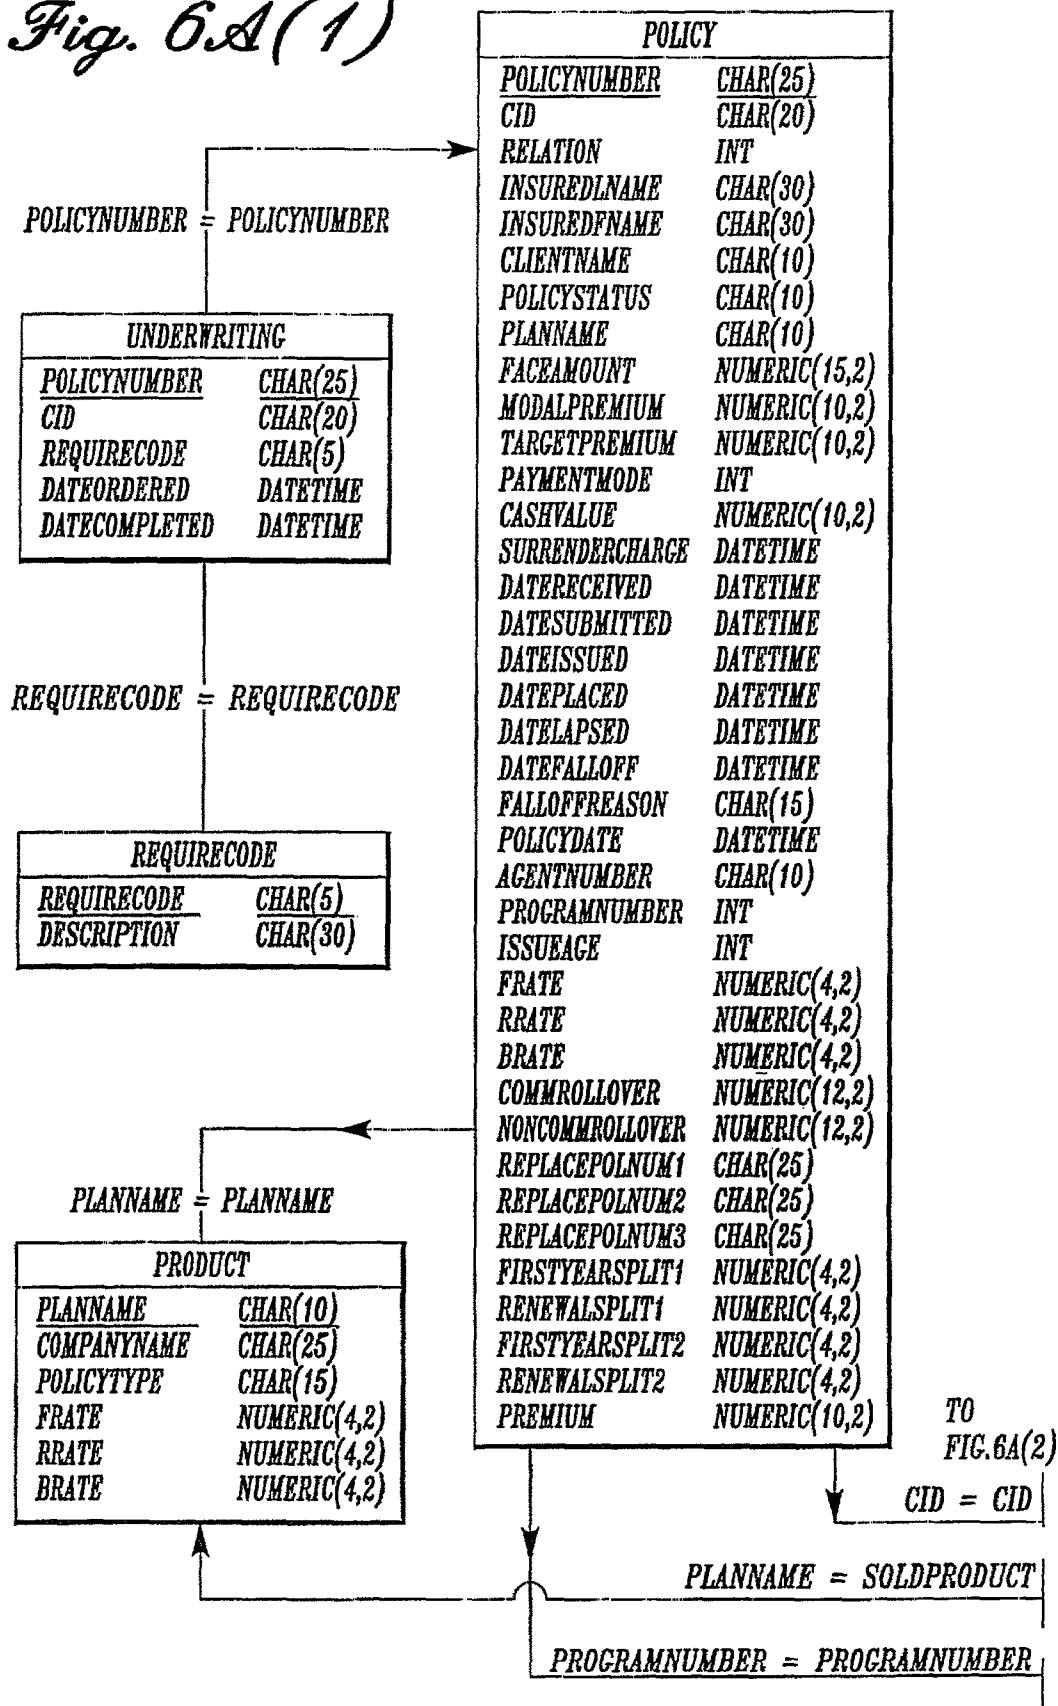 Fig. 6A(1)
POLICY
POLICYNUMBER CHAR(25)
CID CHAR(20)
RELATION INT
INSUREDLNAME CHAR(30)
INSUREDFNAME CHAR(30)
CLIENTNAME CHAR(10)
POLICYSTATUS CHAR(10)
PLANNAME CHAR(10)
FACEAMOUNT NUMERIC(15,2)
MODALPREMIUM NUMERIC(10,2)
TARGETPREMIUM NUMERIC(10,2)
PAYMENTMODE INT
CASHVALUE NUMERIC(10,2)
SURRENDERCHARGE DATETIME
DATERECEIVED DATETIME
DATESUBMITTED DATETIME
DATEISSUED DATETIME
DATEPLACED DATETIME
DATELAPSED DATETIME
DATEFALLOFF DATETIME
FALLOFFREASON CHAR(15)
POLICYDATE DATETIME
AGENTNUMBER CHAR(10)
PROGRAMNUMBER INT
ISSUEAGE INT
FRATE NUMERIC(4,2)
RRATE NUMERIC(4,2)
BRATE NUMERIC(4,2)
COMMROLLOVER NUMERIC(12,2)
NONCOMMROLLOVER NUMERIC(12,2)
REPLACEPOLNUM1 CHAR(25)
REPLACEPOLNUM2 CHAR(25)
REPLACEPOLNUM3 CHAR(25)
FIRSTYEARSPLIT1 NUMERIC(4,2)
RENEWALSPLIT1 NUMERIC(4,2)
FIRSTYEARSPLIT2 NUMERIC(4,2)
RENEWALSPLIT2 NUMERIC(4,2)
PREMIUM NUMERIC(10,2)
POLICYNUMBER = POLICYNUMBER
UNDERWRITING
POLICYNUMBER CHAR(25)
CID CHAR(20)
REQUIRECODE CHAR(5)
DATEORDERED DATETIME
DATECOMPLETED DATETIME
REQUIRECODE = REQUIRECODE
REQUIRECODE
REQUIRECODE CHAR(5)
DESCRIPTION CHAR(30)
PLANNAME = PLANNAME
PRODUCT
PLANNAME CHAR(10)
COMPANYNAME CHAR(25)
POLICYTYPE CHAR(15)
FRATE NUMERIC(4,2)
RRATE NUMERIC(4,2)
BRATE NUMERIC(4,2)
TO
FIG.6A(2)
CID = CID
PLANNAME = SOLDPRODUCT
PROGRAMNUMBER = PROGRAMNUMBER